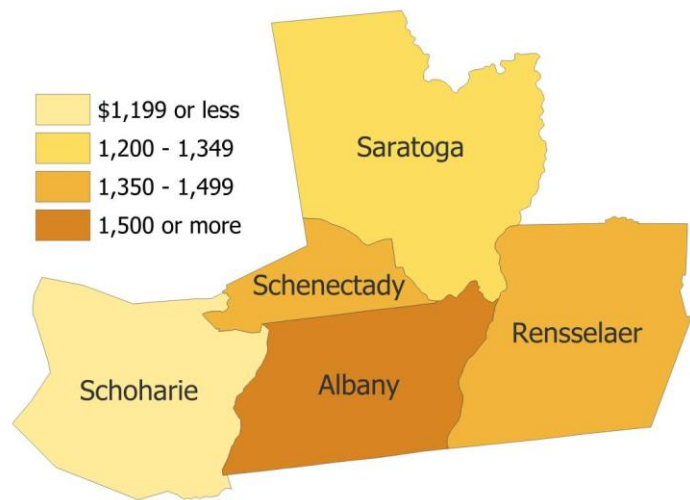 $1,199 or less
1,200 - 1,349
1,350 - 1,499
1,500 or more
Saratoga
Schenectady
Rensselaer
Schoharie
Albany